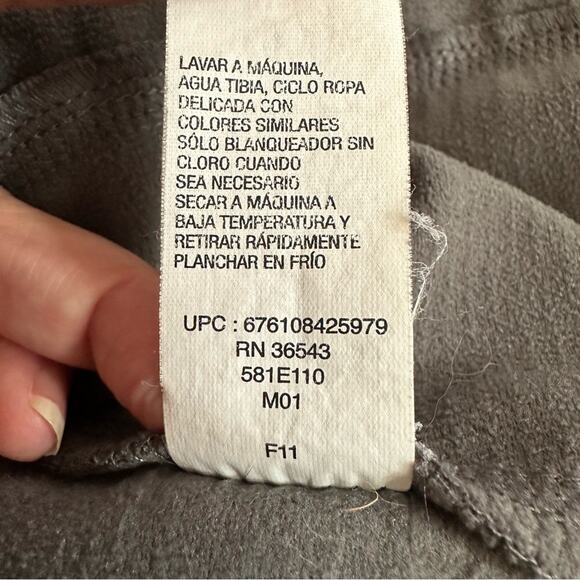 LAVAR A MÁQUINA,
AGUA TIBIA, CICLO ROPA
DELICADA CON
COLORES SIMILARES
SÓLO BLANQUEADOR SIN
CLORO CUANDO
SEA NECESARIO
SECAR A MÁQUINA A
BAJA TEMPERATURA Y
RETIRAR RÁPIDAMENTE
PLANCHAR EN FRÍO
UPC : 676108425979
RN 36543
581E110
M01
F11